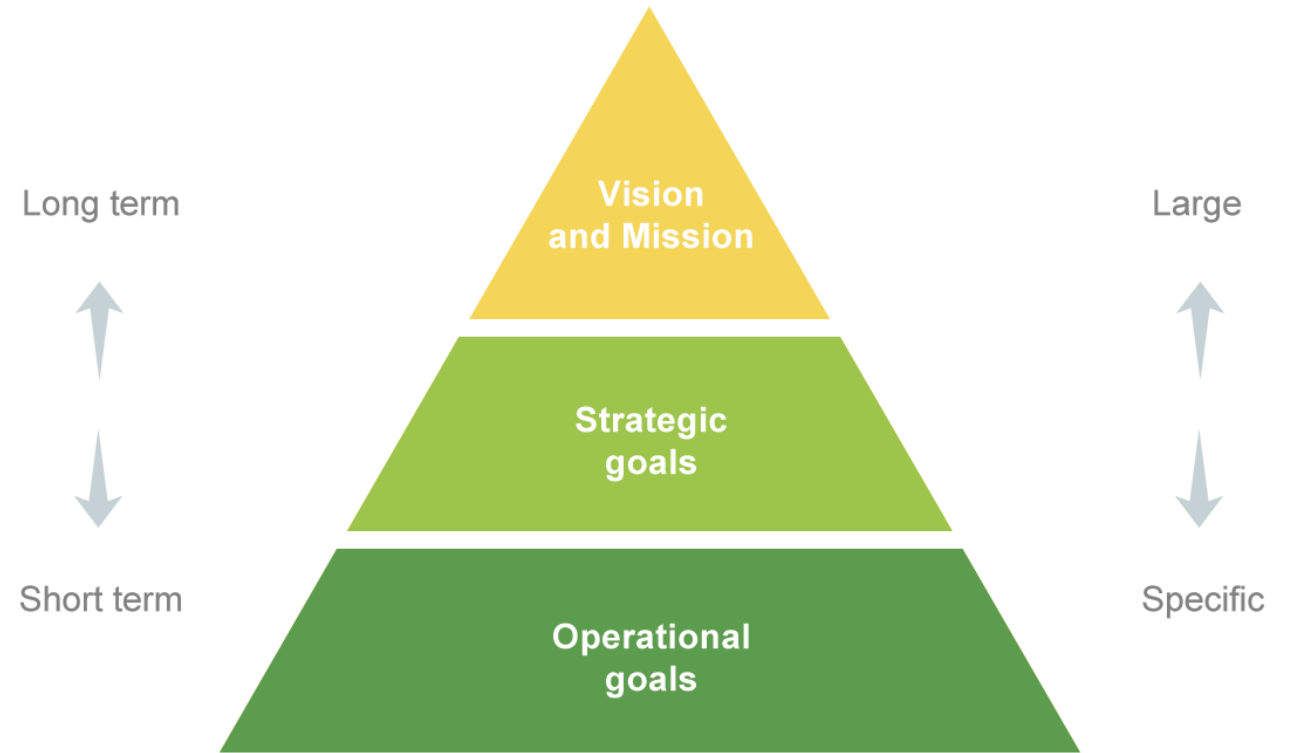 Vision
and Mission
Long term
Large
Strategic
goals
Short term
Specific
Operational
goals